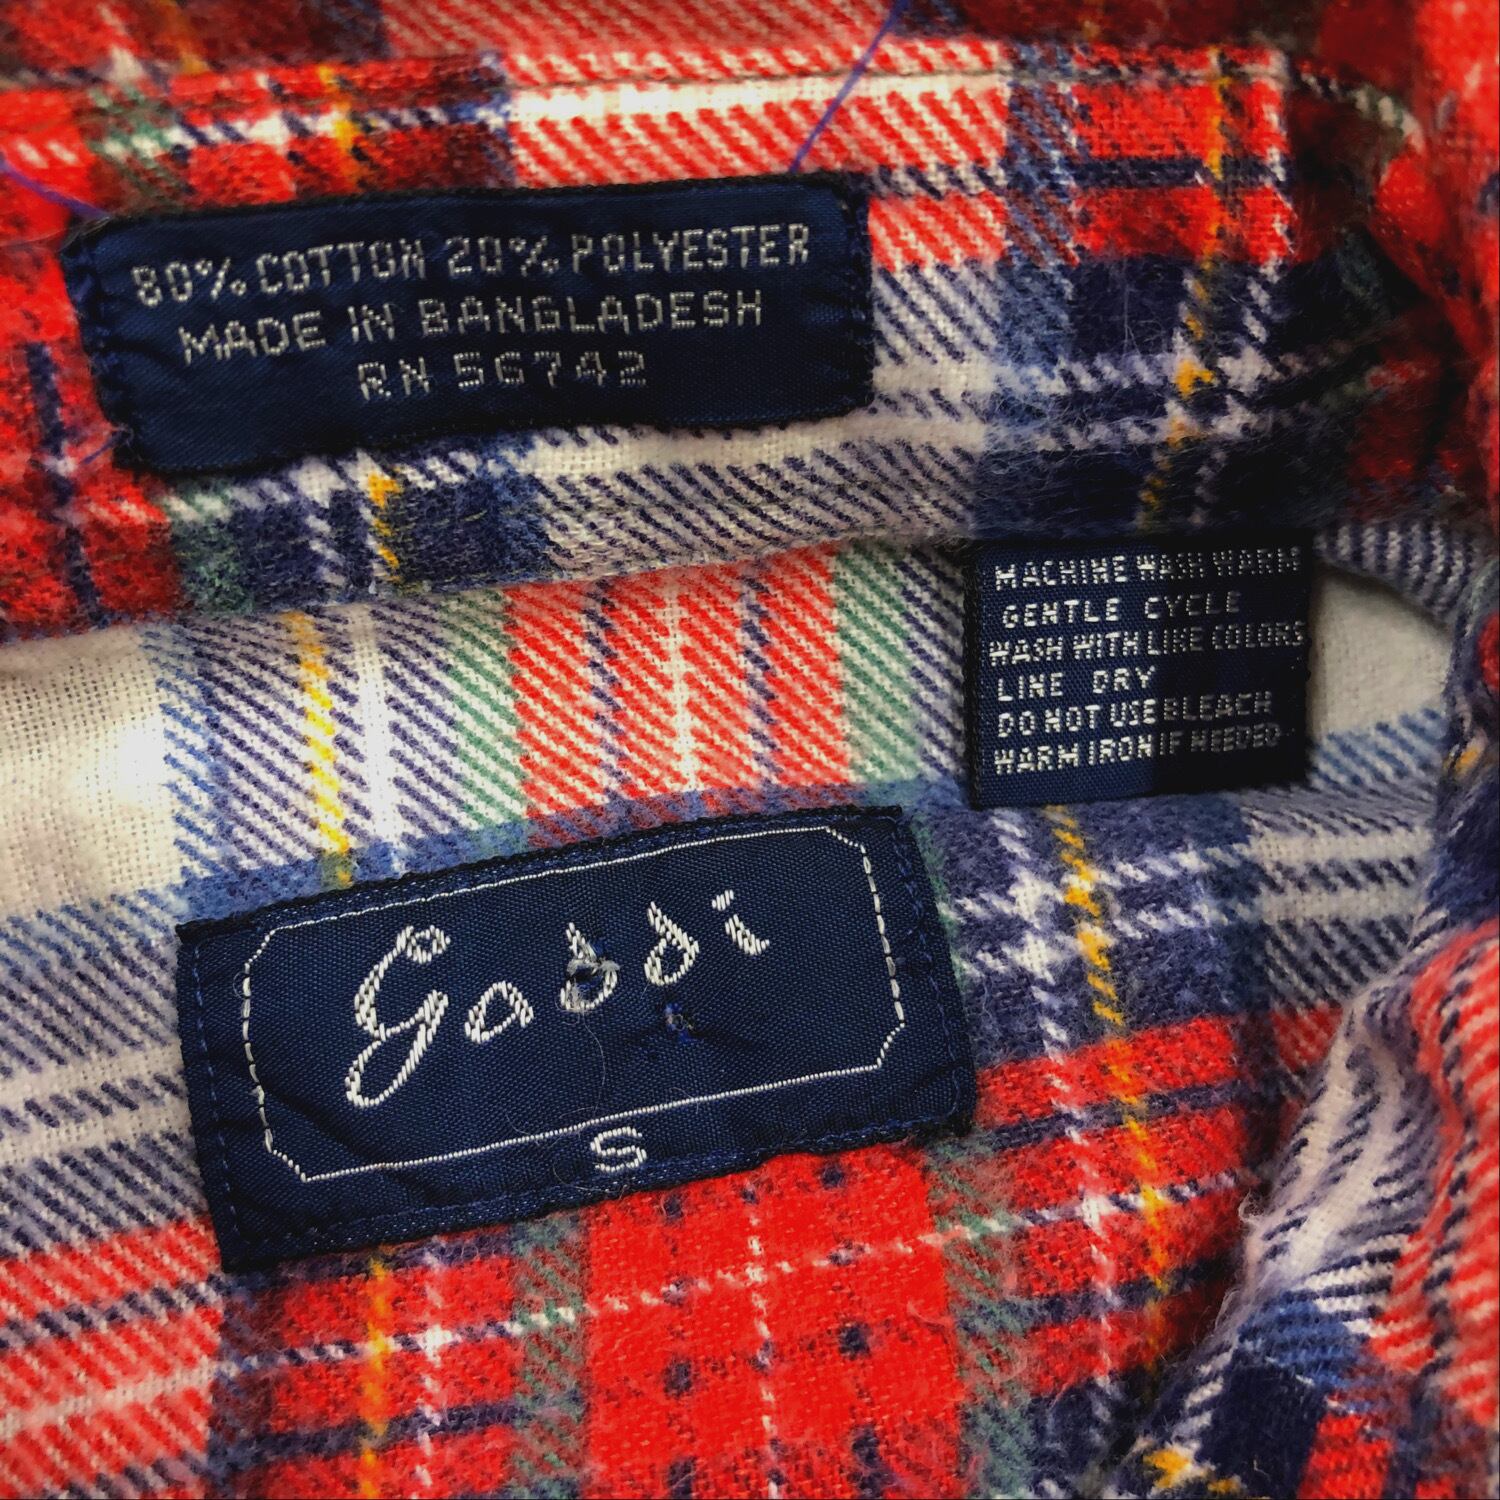 80% COTTON 20% POLYESTER
MADE IN BANGLADESH
RN 56742
MACHINE WASH WARM
GENTLE CYCLE
WASH WITH LIKE COLORS
LINE DRY
DO NOT USE BLEACH
WARM IRON IF NEEDED
Goddi
S